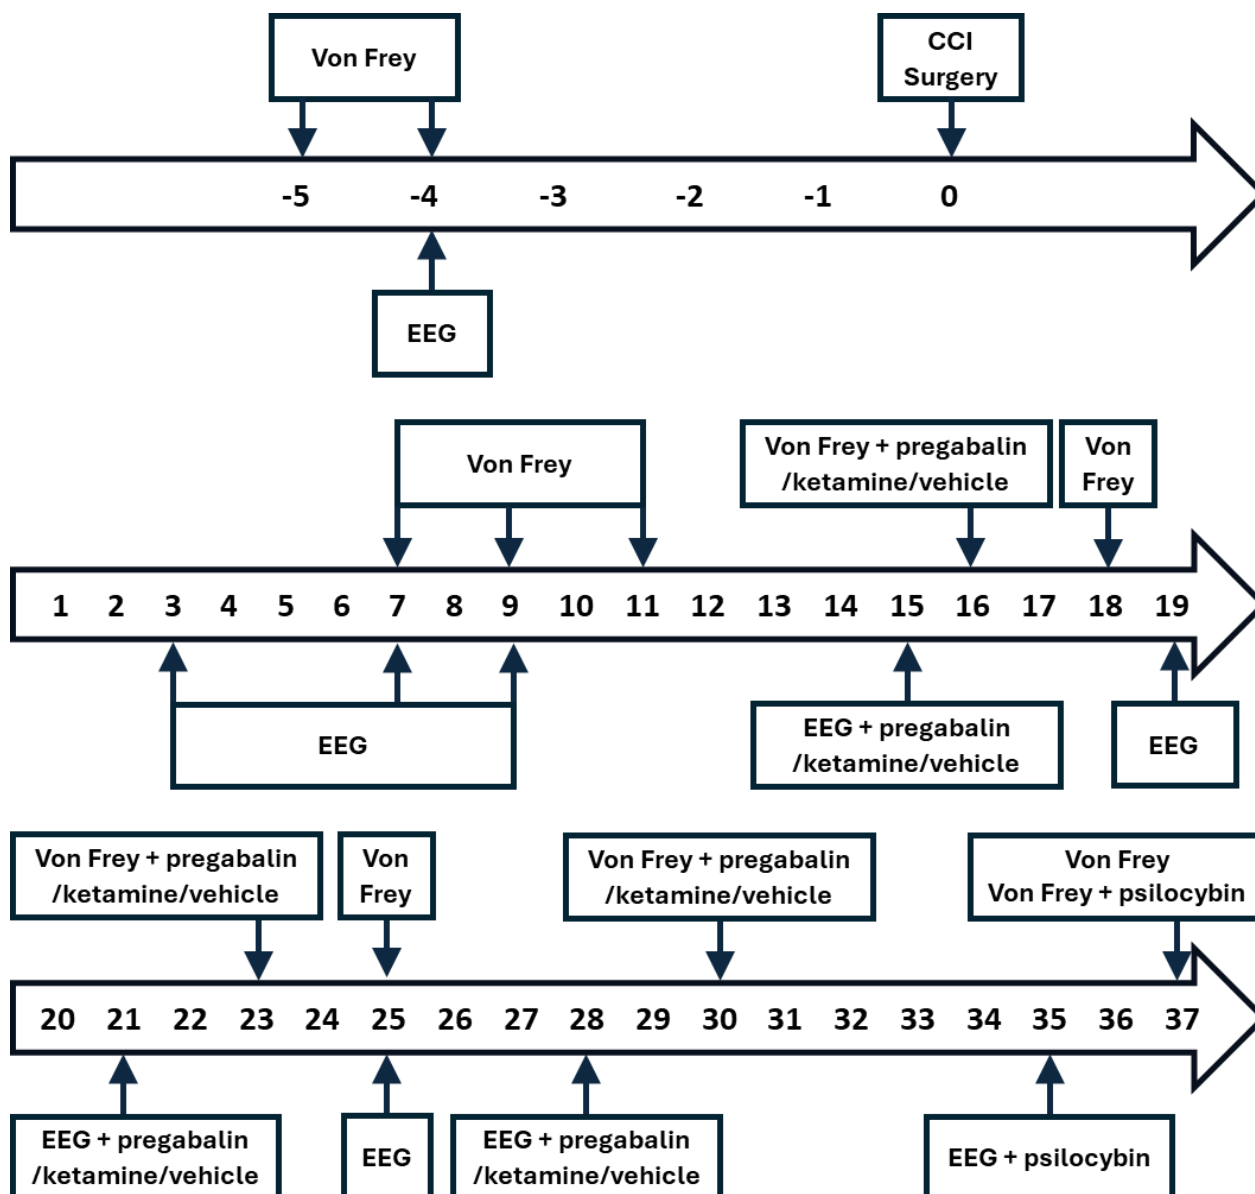 Von Frey
CCI
Surgery
-5 -4 -3 -2 -1 0
EEG
Von Frey
Von Frey + pregabalin
/ketamine/vehicle
Von
Frey
1 2 3 4 5 6 7 8 9 10 11 12 13 14 15 16 17 18 19
EEG
EEG + pregabalin
/ketamine/vehicle
EEG
Von Frey + pregabalin
/ketamine/vehicle
Von
Frey
Von Frey + pregabalin
/ketamine/vehicle
Von Frey
Von Frey + psilocybin
20 21 22 23 24 25 26 27 28 29 30 31 32 33 34 35 36 37
EEG + pregabalin
/ketamine/vehicle
EEG
EEG + pregabalin
/ketamine/vehicle
EEG + psilocybin